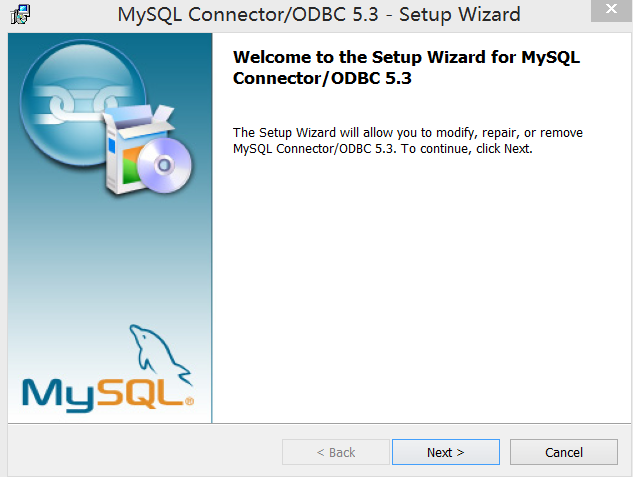 MySQL Connector/ODBC 5.3 - Setup Wizard
Welcome to the Setup Wizard for MySQL
Connector/ODBC 5.3
The Setup Wizard will allow you to modify, repair, or remove
MySQL Connector/ODBC 5.3. To continue, click Next.
MySQL®
< Back
Next >
Cancel